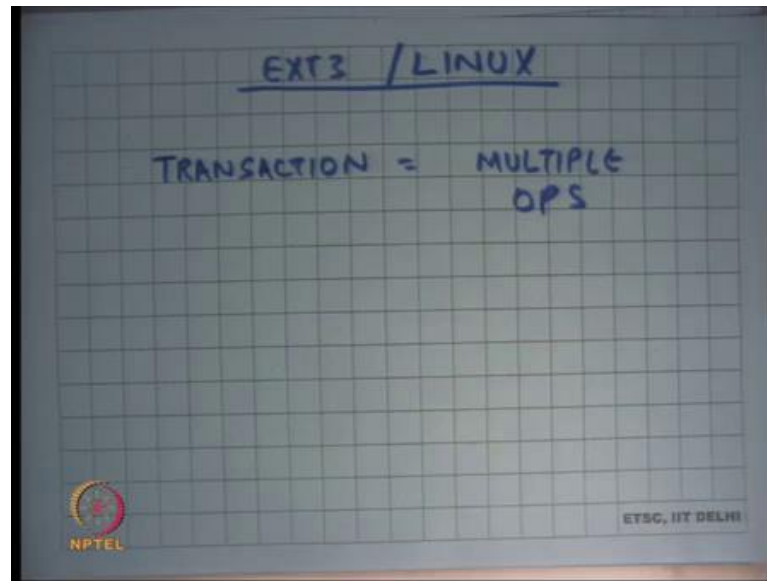 EXT3 / LINUX
TRANSACTION = MULTIPLE
OPS
NPTEL
ETSC, IIT DELHI